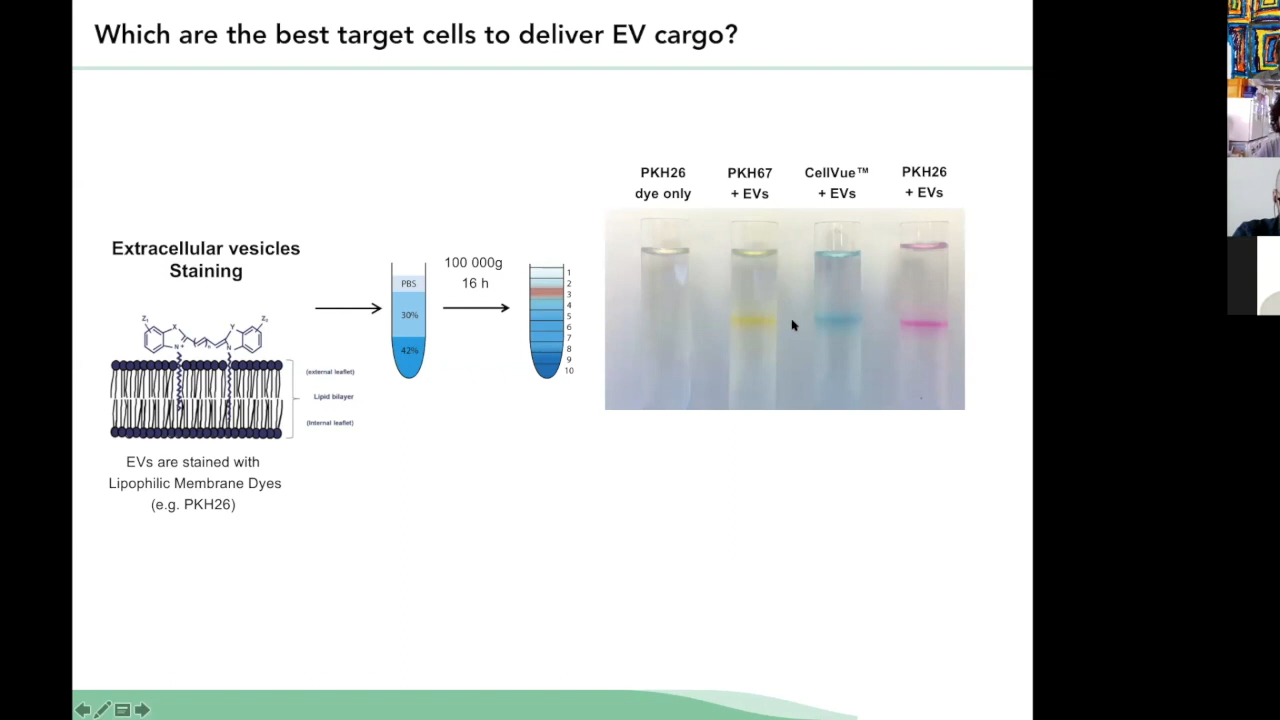 Which are the best target cells to deliver EV cargo?
PKH26
dye only
PKH67
+ EVs
CellVue™
+ EVs
PKH26
+ EVs
Extracellular vesicles
Staining
100 000g
16 h
PBS
30%
42%
1
2
3
4
5
6
7
8
9
10
Z₁
X
Y
Z₂
N⁺
N
(external leaflet)
Lipid bilayer
(Internal leaflet)
EVs are stained with
Lipophilic Membrane Dyes
(e.g. PKH26)